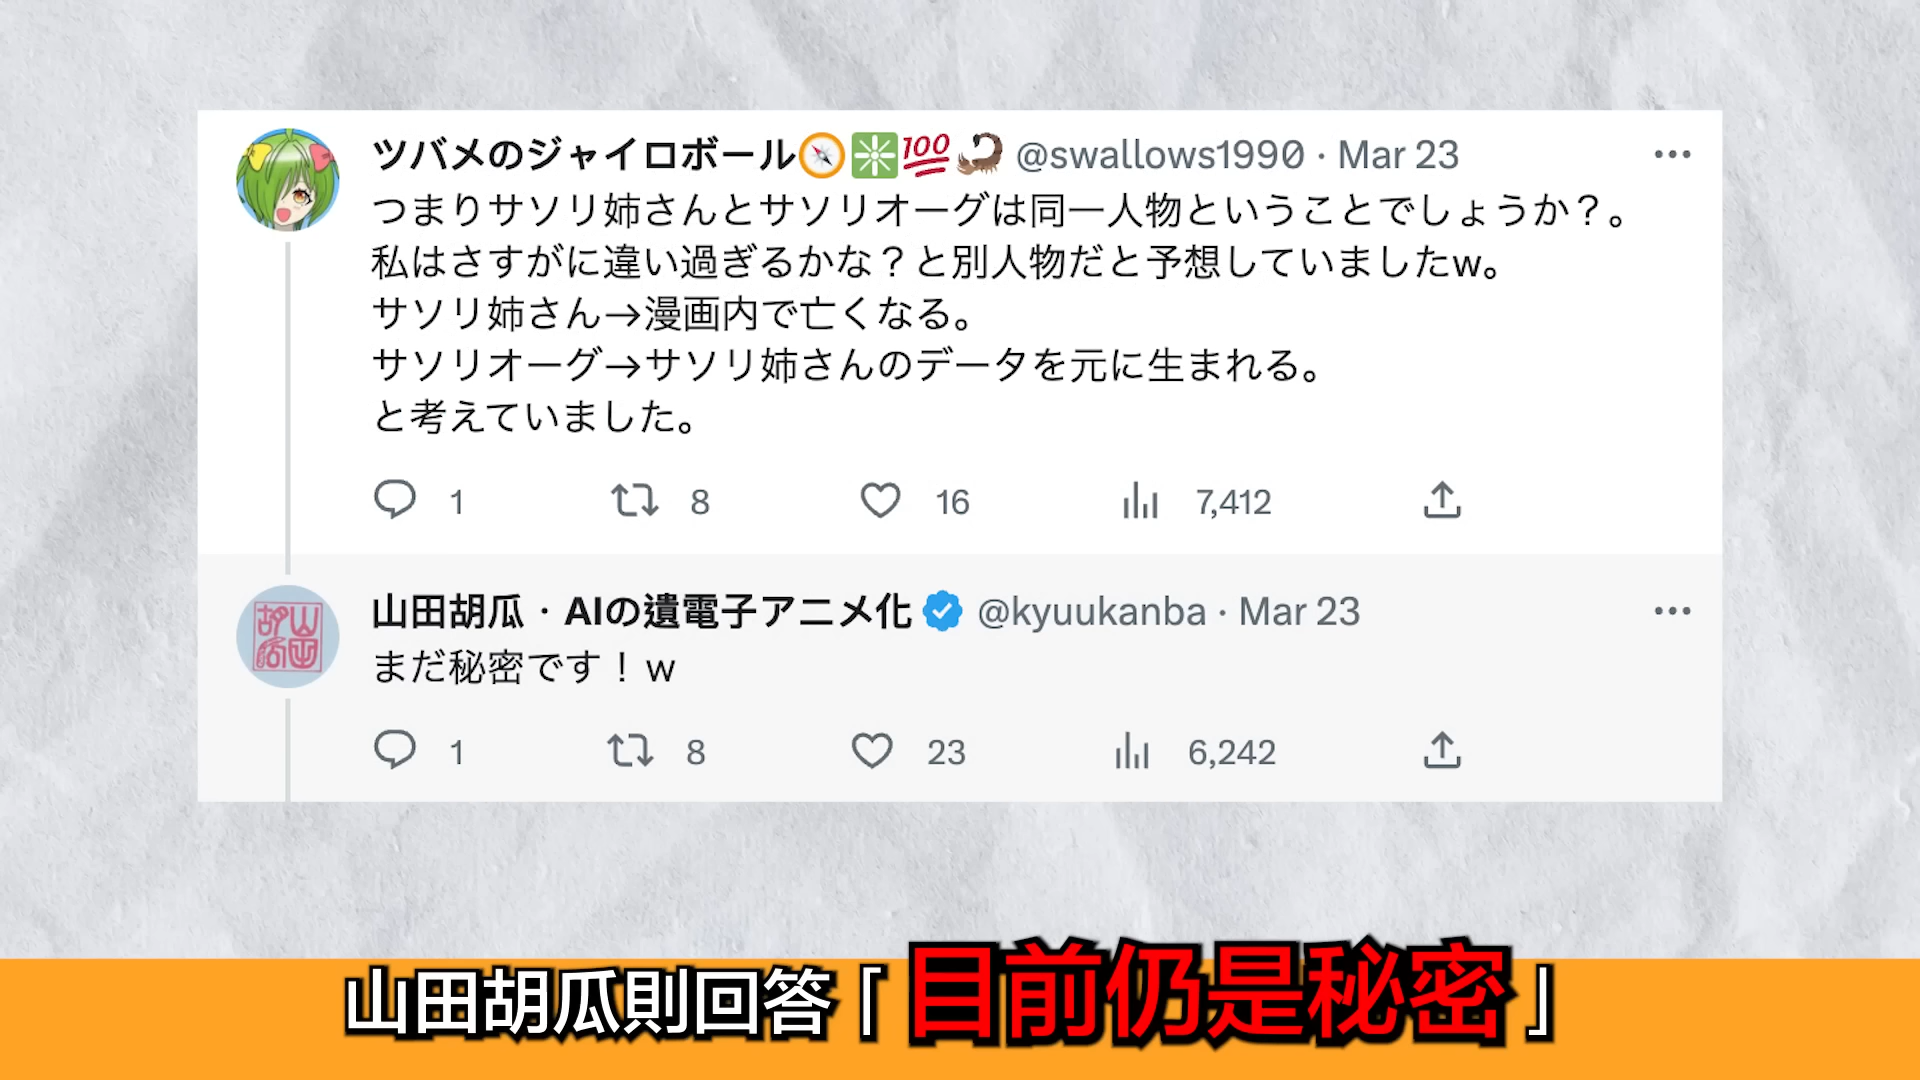 ツバメのジャイロボール🧭❇️💯🦂 @swallows1990 · Mar 23
つまりサソリ姉さんとサソリオーグは同一人物ということでしょうか？。
私はさすがに違い過ぎるかな？と別人物だと予想していましたw。
サソリ姉さん→漫画内で亡くなる。
サソリオーグ→サソリ姉さんのデータを元に生まれる。
と考えていました。
1 8 16 7,412
山田胡瓜・AIの遺電子アニメ化 @kyuukanba · Mar 23
まだ秘密です！w
1 8 23 6,242
山田胡瓜則回答「目前仍是秘密」